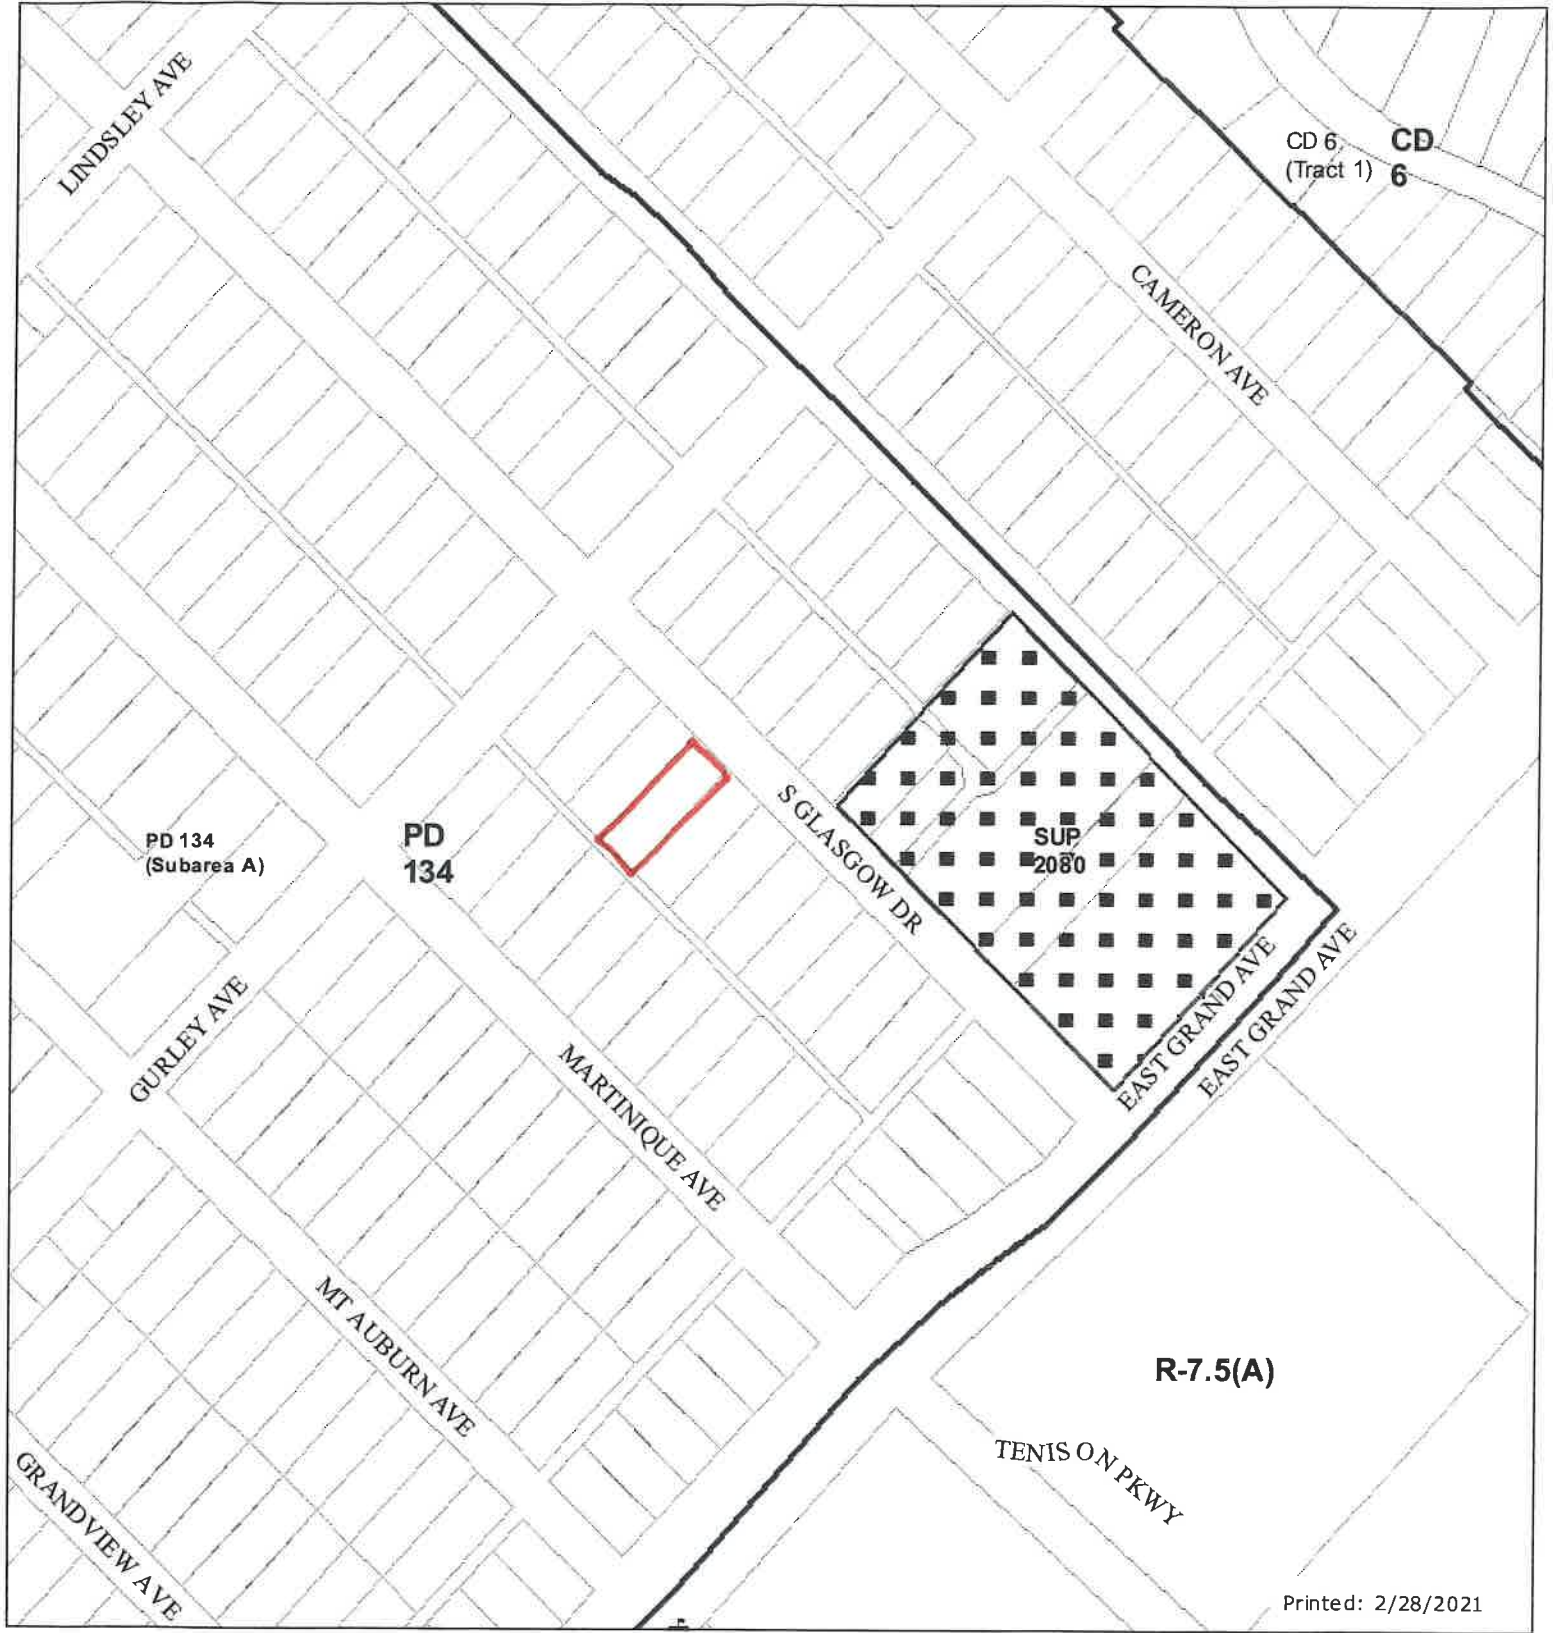 LINDSLEY AVE
CD 6
(Tract 1)
CD
6
CAMERON AVE
S GLASGOW DR
PD 134
(Subarea A)
PD
134
SUP
2080
EAST GRAND AVE
EAST GRAND AVE
GURLEY AVE
MARTINIQUE AVE
MT AUBURN AVE
R-7.5(A)
TENISON PKWY
GRANDVIEW AVE
Printed: 2/28/2021